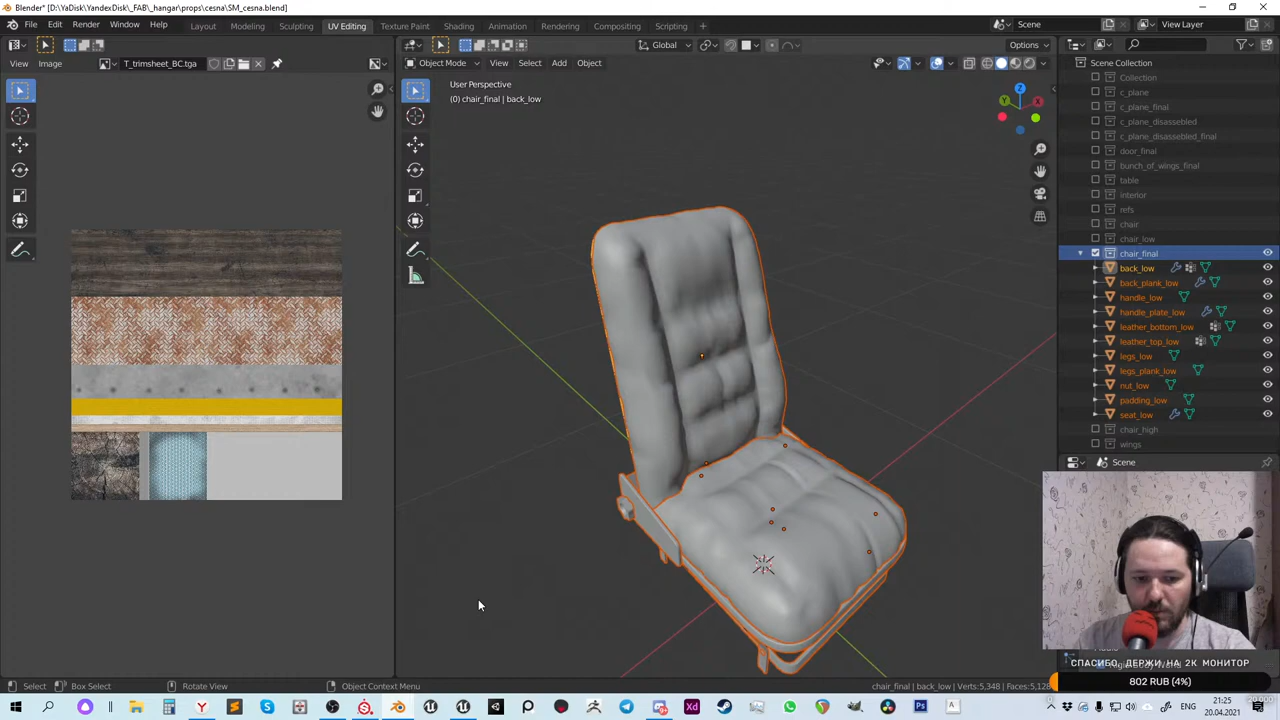 Blender* [D:\YaDisk\YandexDisk\_FAB\_hangar\props\cesna\SM_cesna.blend]
File Edit Render Window Help Layout Modeling Sculpting UV Editing Texture Paint Shading Animation Rendering Compositing Scripting Scene View Layer
T_trimsheet_BC.tga Global Options
View Image Object Mode View Select Add Object Scene Collection
User Perspective
(0) chair_final | back_low
Collection
c_plane
c_plane_final
c_plane_disassebled
c_plane_disassebled_final
door_final
bunch_of_wings_final
table
interior
refs
chair
chair_low
chair_final
back_low
back_plank_low
handle_low
handle_plate_low
leather_bottom_low
leather_top_low
legs_low
legs_plank_low
nut_low
padding_low
seat_low
chair_high
wings
Scene
X
Y
Z
СПАСИБО, ДЕРЖИ НА 2К МОНИТОР
802 RUB (4%)
Select Box Select Rotate View Object Context Menu chair_final | back_low Verts:5,348 | Faces:5,128
21:25
20.04.2021